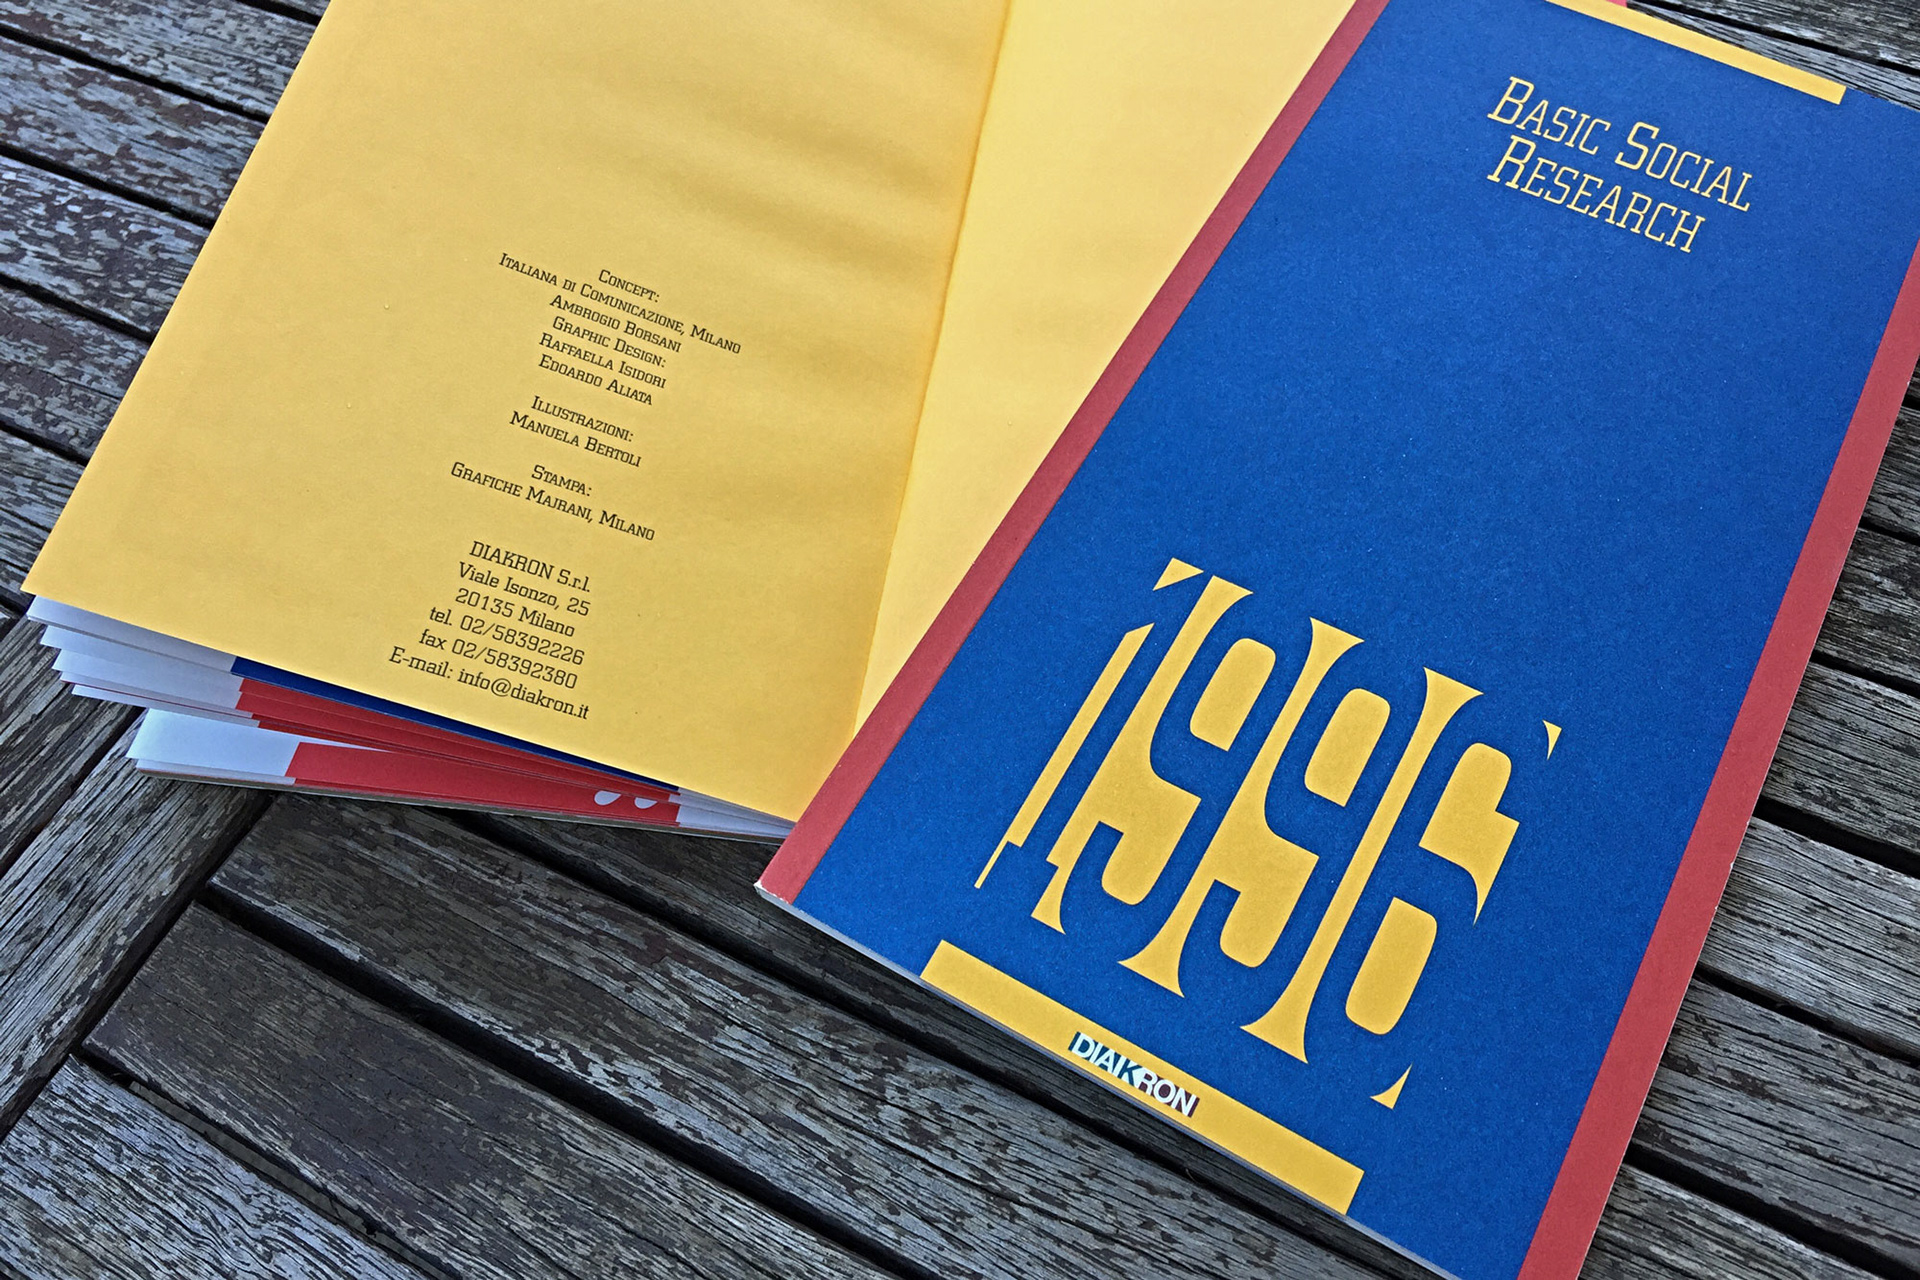 Concept:
Italiana di Comunicazione, Milano
Ambrogio Borsani
Graphic Design:
Raffaella Isidori
Edoardo Aliata
Illustrazioni:
Manuela Bertoli
Stampa:
Grafiche Majrani, Milano
DIAKRON S.r.l.
Viale Isonzo, 25
20135 Milano
tel. 02/58392226
fax 02/58392380
E-mail: info@diakron.it
Basic Social
Research
1996
DIAKRON